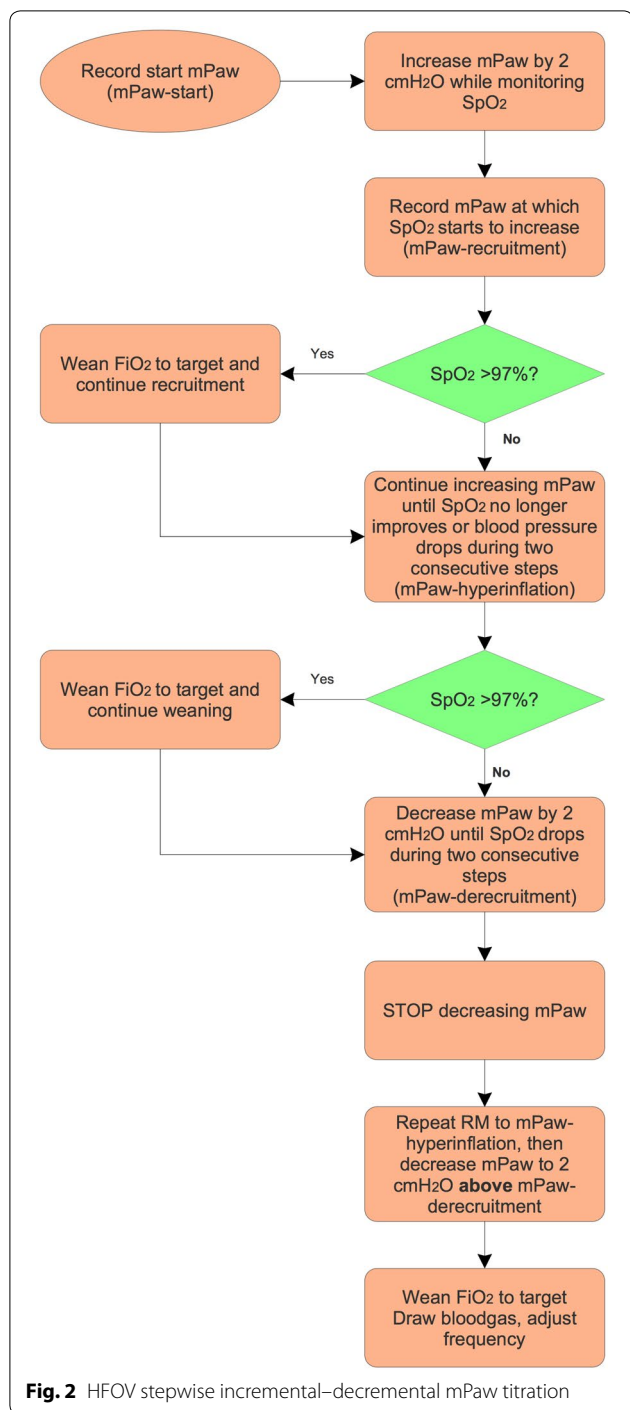 Record start mPaw
(mPaw-start)
Increase mPaw by 2
cmH2O while monitoring
SpO2
Record mPaw at which
SpO2 starts to increase
(mPaw-recruitment)
SpO2 >97%?
Yes
Wean FiO2 to target and
continue recruitment
No
Continue increasing mPaw
until SpO2 no longer
improves or blood pressure
drops during two
consecutive steps
(mPaw-hyperinflation)
SpO2 >97%?
Yes
Wean FiO2 to target and
continue weaning
No
Decrease mPaw by 2
cmH2O until SpO2 drops
during two consecutive
steps
(mPaw-derecruitment)
STOP decreasing mPaw
Repeat RM to mPaw-
hyperinflation, then
decrease mPaw to 2
cmH2O above mPaw-
derecruitment
Wean FiO2 to target
Draw bloodgas, adjust
frequency
Fig. 2 HFOV stepwise incremental–decremental mPaw titration